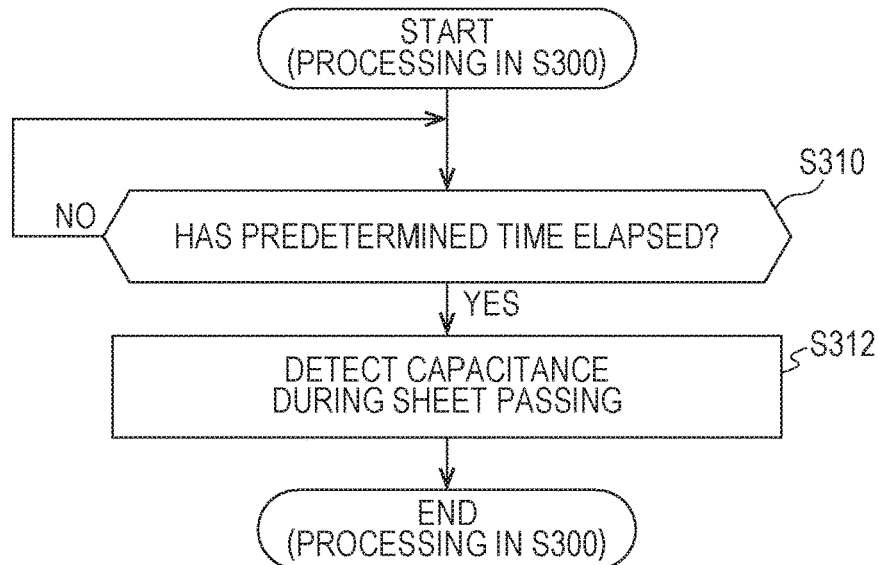 START
(PROCESSING IN S300)
S310
NO
HAS PREDETERMINED TIME ELAPSED?
YES
S312
DETECT CAPACITANCE
DURING SHEET PASSING
END
(PROCESSING IN S300)